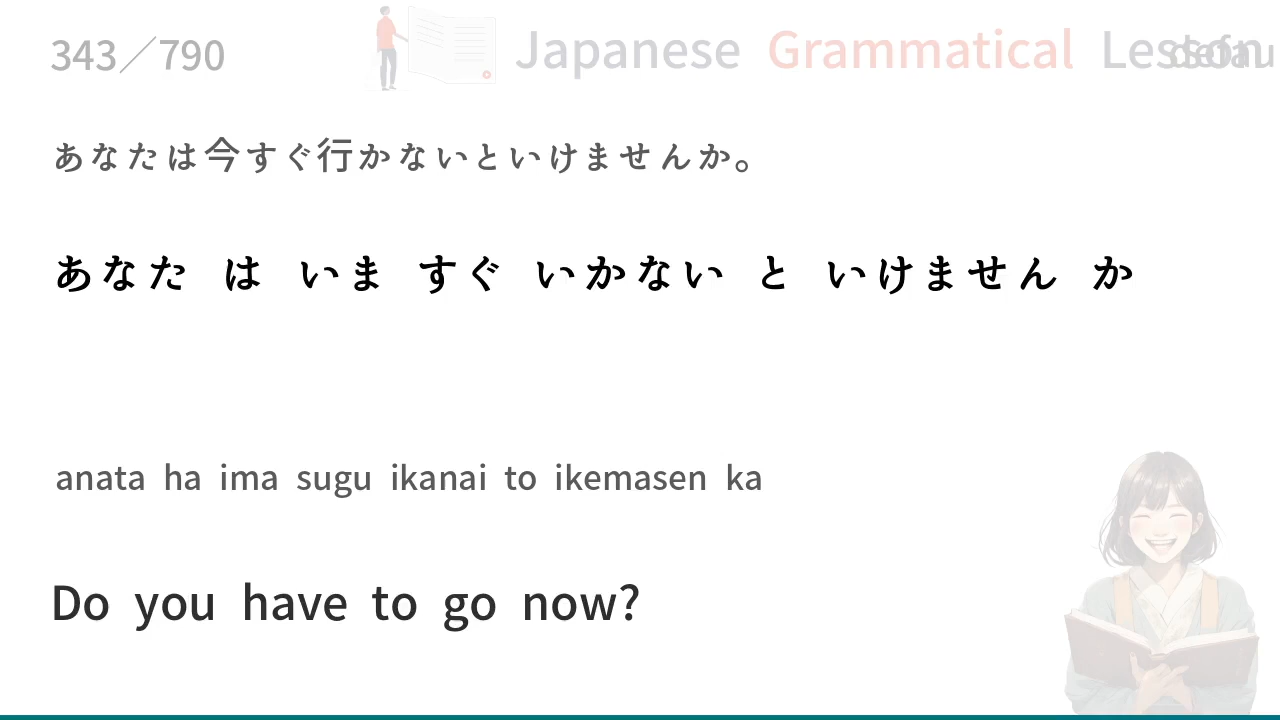 343／790
Japanese Grammatical Lesson
あなたは今すぐ行かないといけませんか。
あなた は いま すぐ いかない と いけません か
anata ha ima sugu ikanai to ikemasen ka
Do you have to go now?